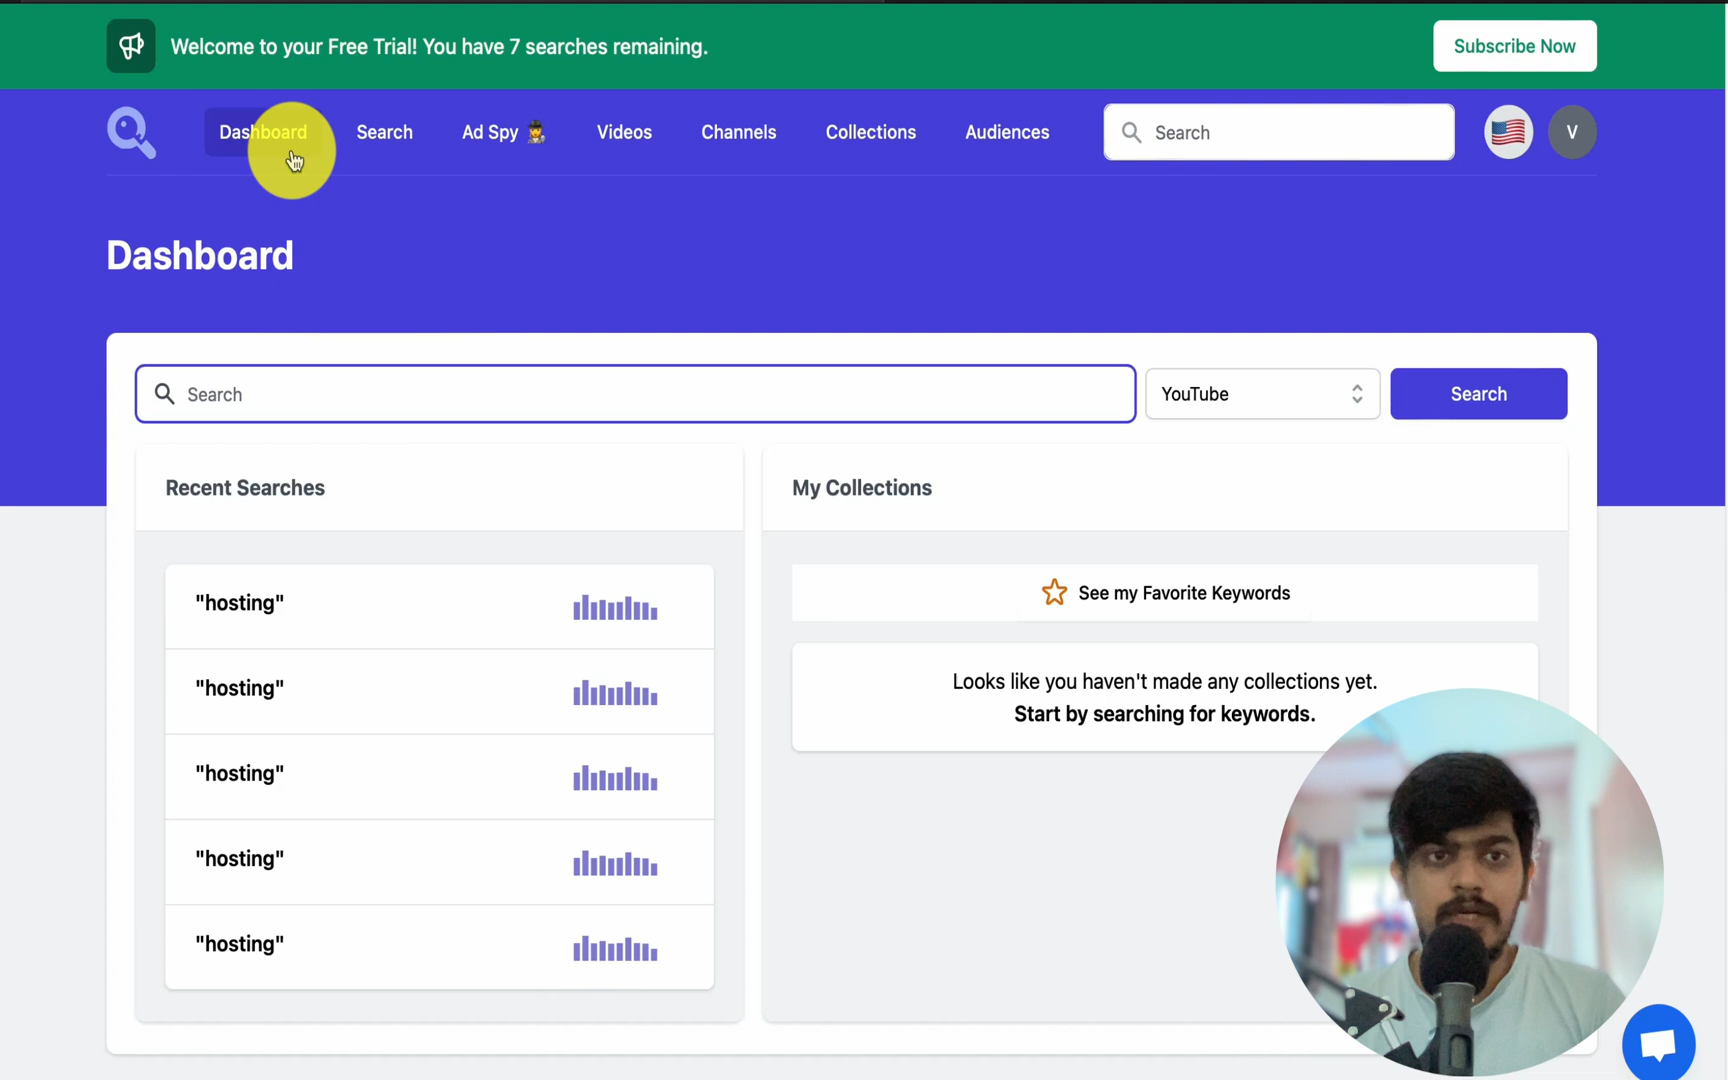 Welcome to your Free Trial! You have 7 searches remaining.
Subscribe Now
Dashboard
Search
Ad Spy
Videos
Channels
Collections
Audiences
Search
V
Dashboard
Search
YouTube
Search
Recent Searches
"hosting"
"hosting"
"hosting"
"hosting"
"hosting"
My Collections
See my Favorite Keywords
Looks like you haven't made any collections yet.
Start by searching for keywords.